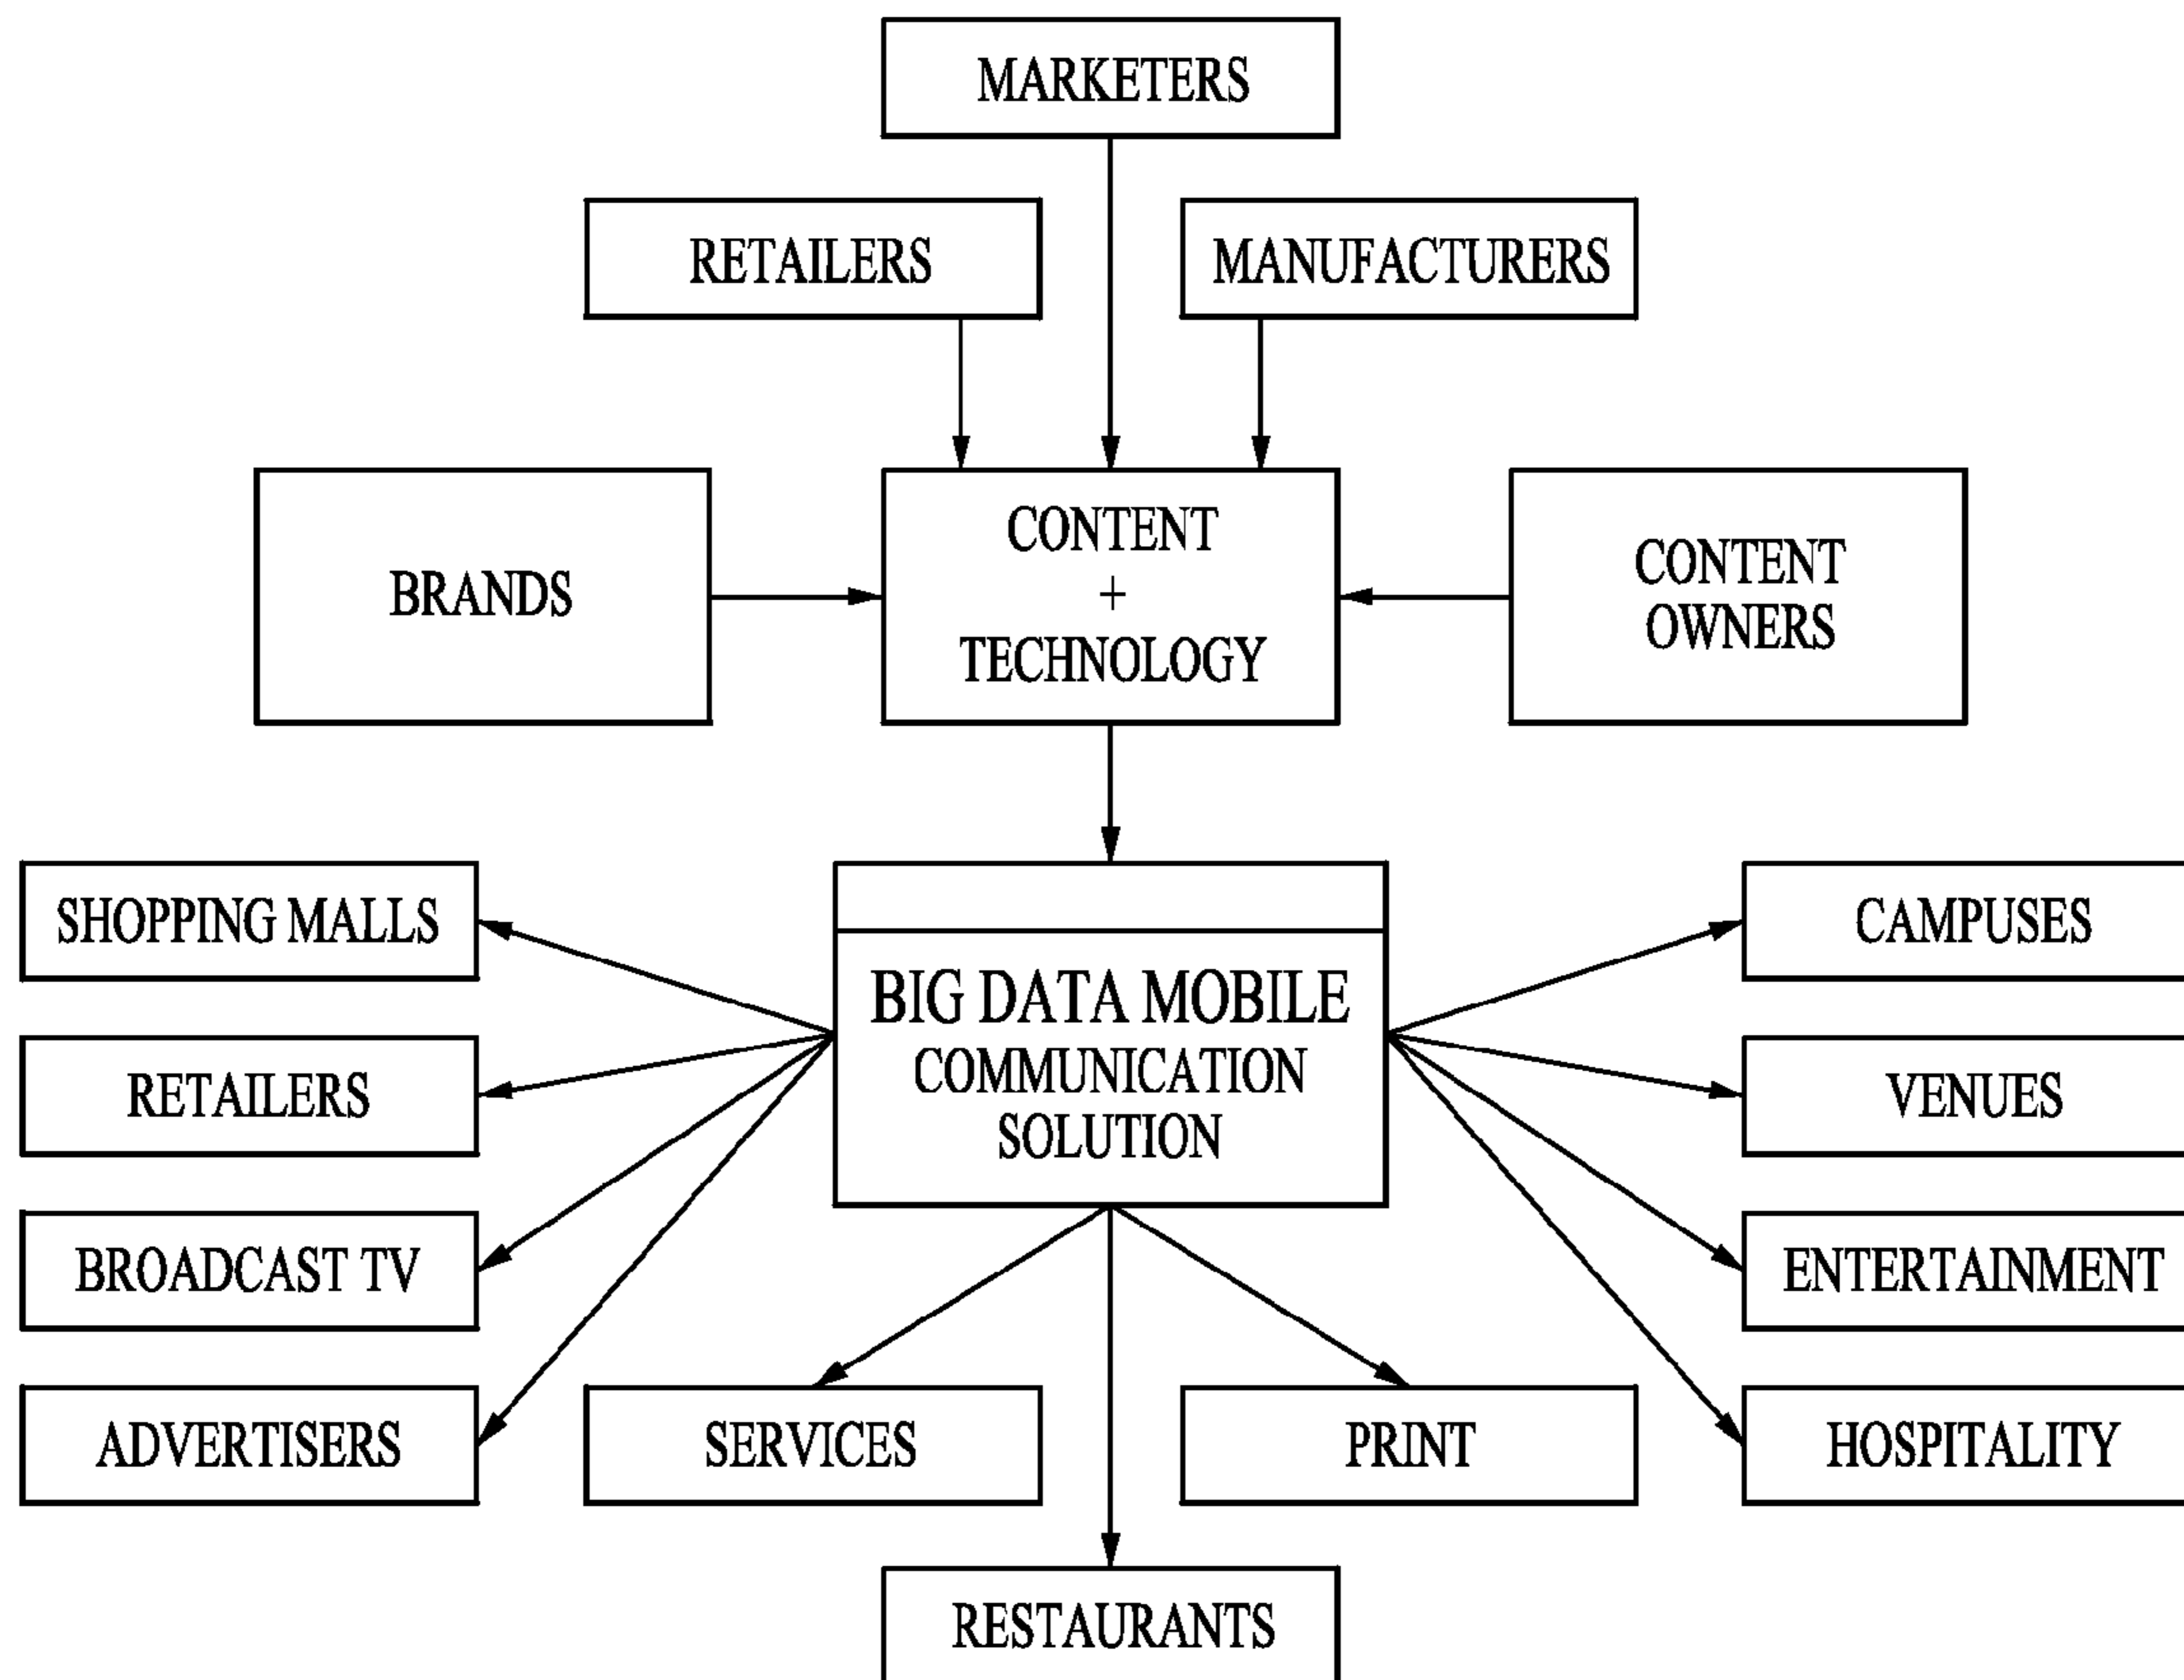 MARKETERS
RETAILERS
MANUFACTURERS
BRANDS
CONTENT
+
TECHNOLOGY
CONTENT
OWNERS
SHOPPING MALLS
RETAILERS
BROADCAST TV
ADVERTISERS
BIG DATA MOBILE
COMMUNICATION
SOLUTION
CAMPUSES
VENUES
ENTERTAINMENT
HOSPITALITY
SERVICES
PRINT
RESTAURANTS